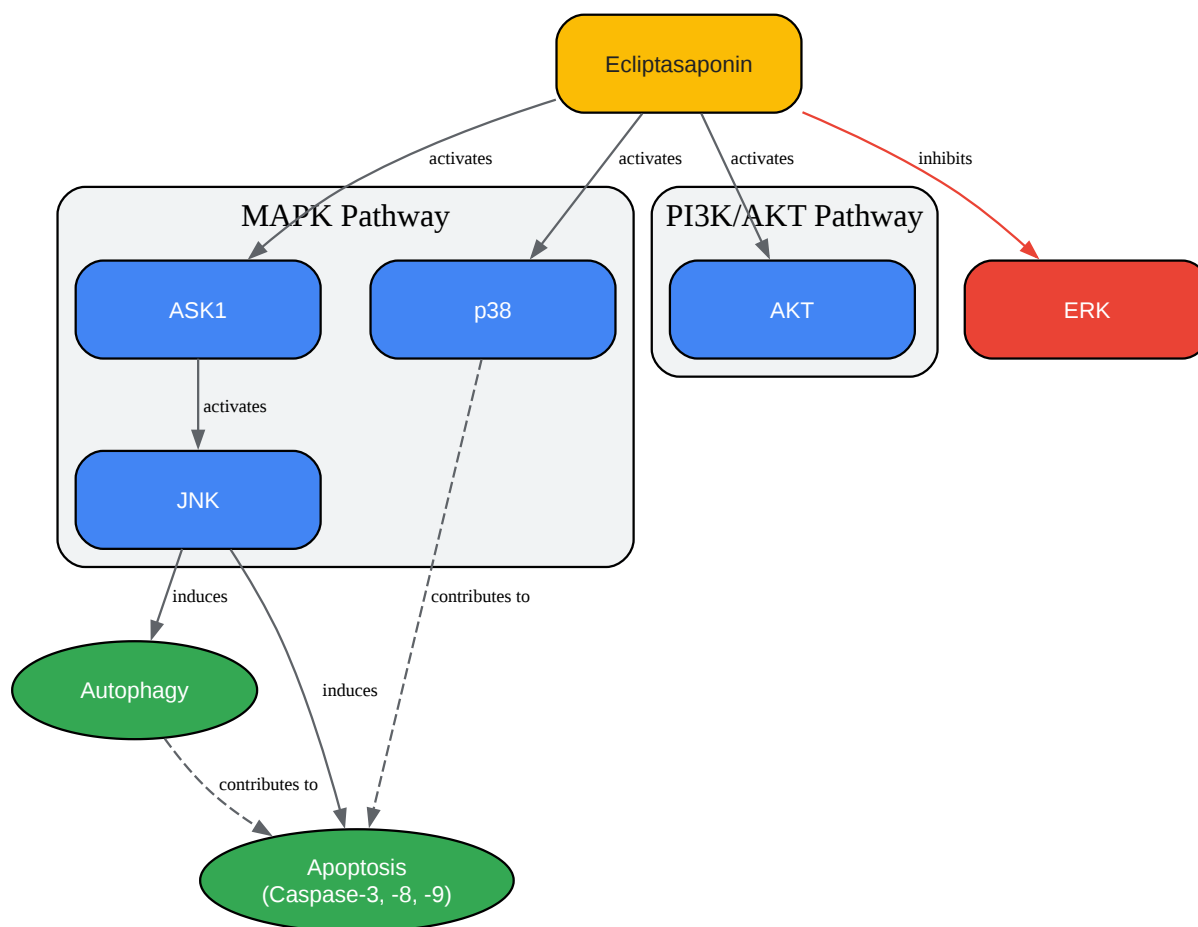 Ecliptasaponin
activates
activates
activates
inhibits
MAPK Pathway
PI3K/AKT Pathway
ASK1
p38
AKT
ERK
activates
JNK
induces
contributes to
Autophagy
induces
contributes to
Apoptosis
(Caspase-3, -8, -9)